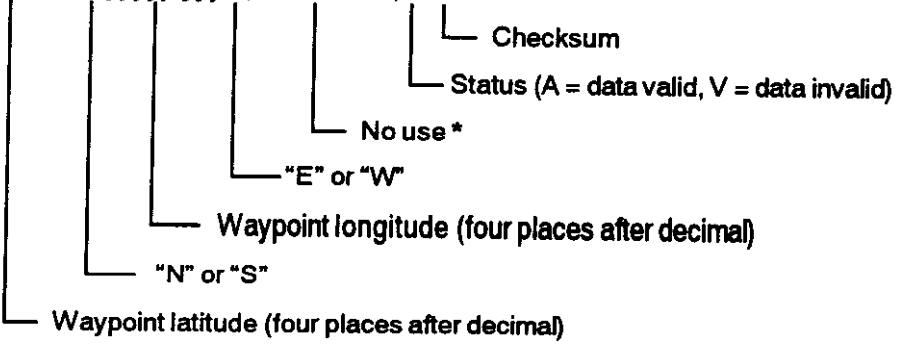 Checksum
Status (A = data valid, V = data invalid)
No use *
"E" or "W"
Waypoint longitude (four places after decimal)
"N" or "S"
Waypoint latitude (four places after decimal)